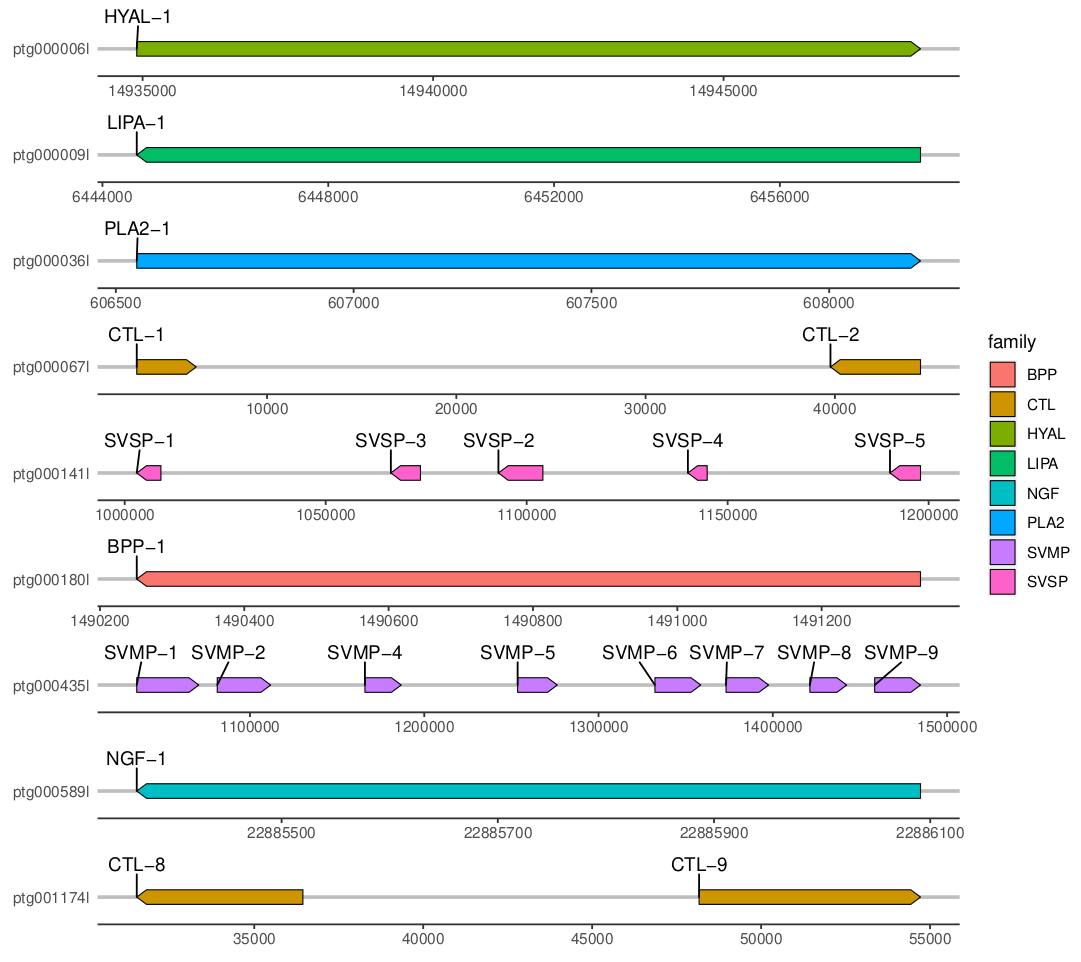 HYAL−1
ptg000006l
14935000 14940000 14945000
LIPA−1
ptg000009l
6444000 6448000 6452000 6456000
PLA2−1
ptg000036l
606500 607000 607500 608000
CTL−1 CTL−2
ptg000067l
10000 20000 30000 40000
SVSP−1 SVSP−3 SVSP−2 SVSP−4 SVSP−5
ptg000141l
1000000 1050000 1100000 1150000 1200000
BPP−1
ptg000180l
1490200 1490400 1490600 1490800 1491000 1491200
SVMP−1 SVMP−2 SVMP−4 SVMP−5 SVMP−6 SVMP−7 SVMP−8 SVMP−9
ptg000435l
1100000 1200000 1300000 1400000 1500000
NGF−1
ptg000589l
22885500 22885700 22885900 22886100
CTL−8 CTL−9
ptg001174l
35000 40000 45000 50000 55000
family
BPP
CTL
HYAL
LIPA
NGF
PLA2
SVMP
SVSP